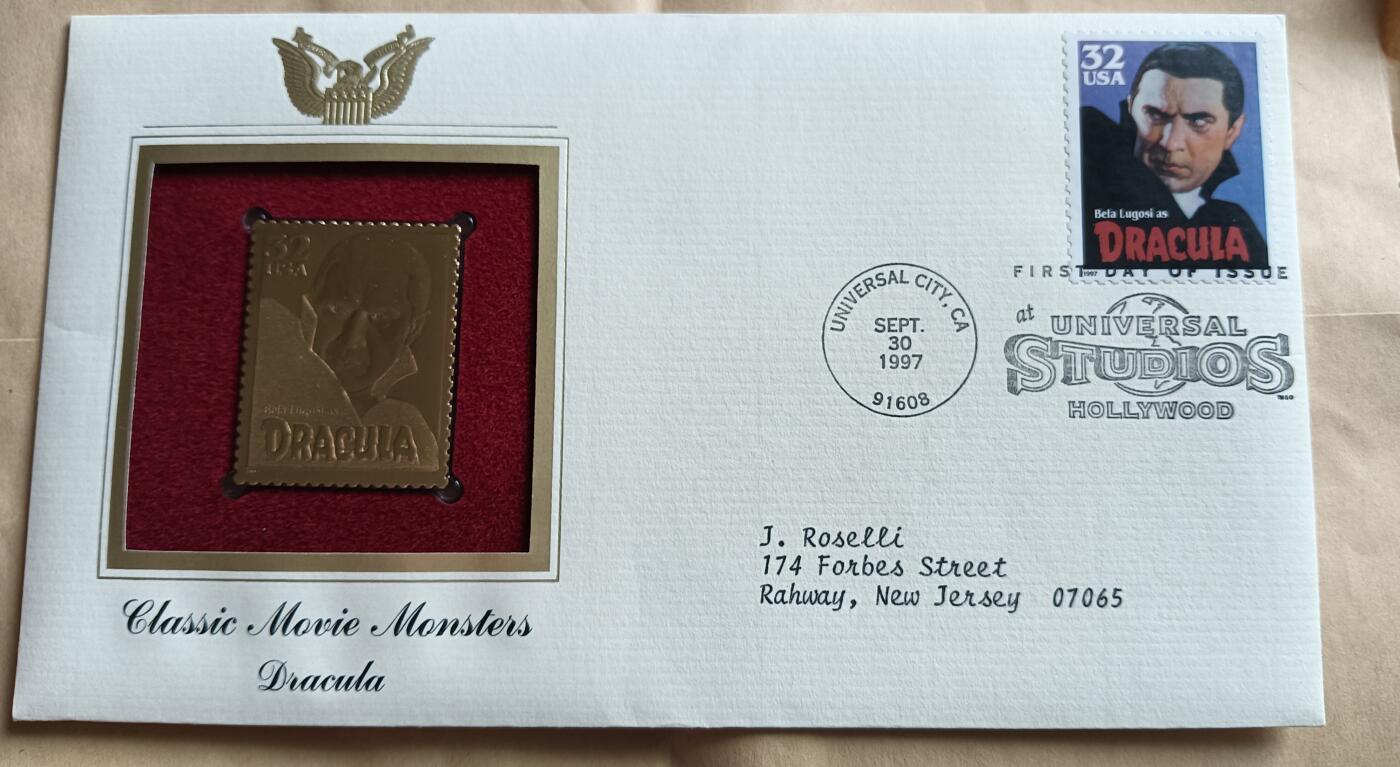 32
USA
Bela Lugosi as
DRACULA
Classic Movie Monsters
Dracula
32
USA
Bela Lugosi as
DRACULA
1997
FIRST DAY OF ISSUE
at
UNIVERSAL
STUDIOS
HOLLYWOOD
UNIVERSAL CITY, CA
SEPT.
30
1997
91608
J. Roselli
174 Forbes Street
Rahway, New Jersey 07065